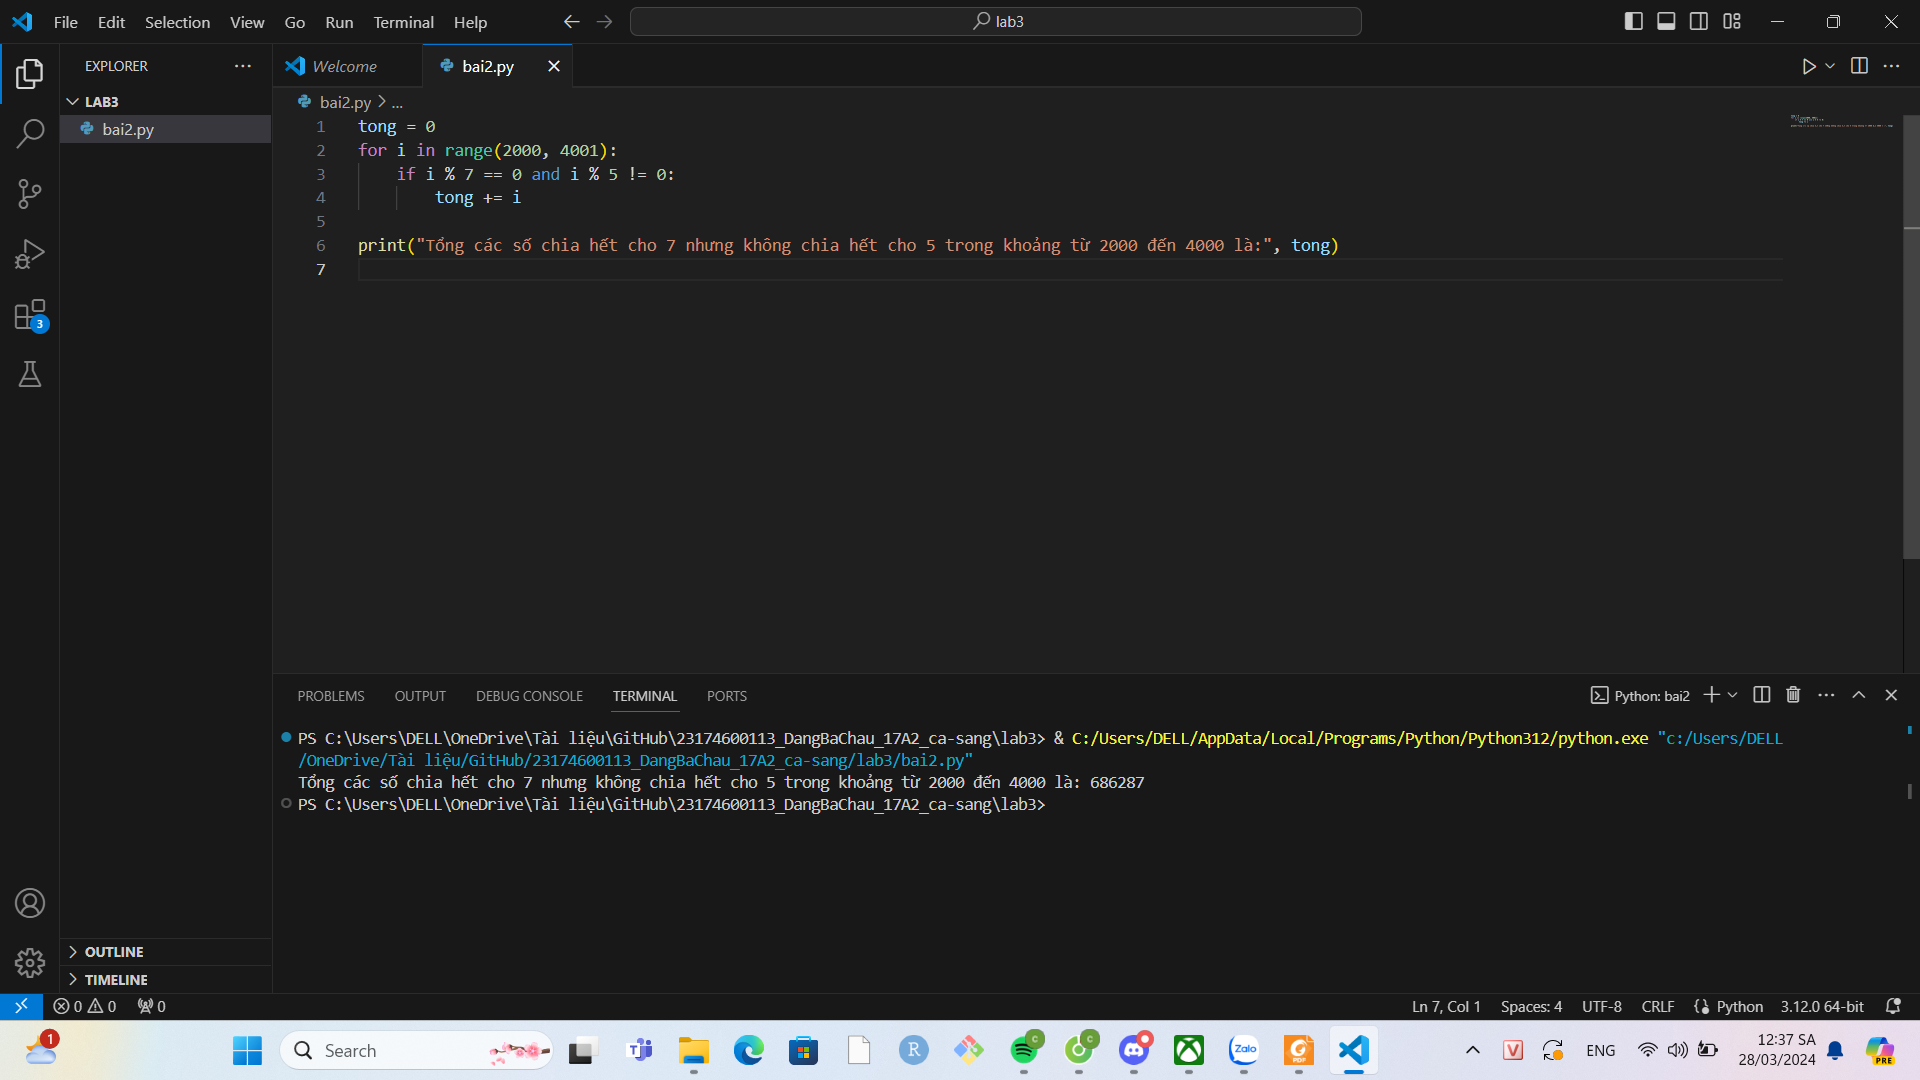 File Edit Selection View Go Run Terminal Help
lab3
EXPLORER
LAB3
bai2.py
OUTLINE
TIMELINE
3
Welcome
bai2.py
bai2.py > ...
1 tong = 0
2 for i in range(2000, 4001):
3 if i % 7 == 0 and i % 5 != 0:
4 tong += i
5
6 print("Tổng các số chia hết cho 7 nhưng không chia hết cho 5 trong khoảng từ 2000 đến 4000 là:", tong)
7
PROBLEMS OUTPUT DEBUG CONSOLE TERMINAL PORTS
Python: bai2
PS C:\Users\DELL\OneDrive\Tài liệu\GitHub\23174600113_DangBaChau_17A2_ca-sang\lab3> & C:/Users/DELL/AppData/Local/Programs/Python/Python312/python.exe "c:/Users/DELL
/OneDrive/Tài liệu/GitHub/23174600113_DangBaChau_17A2_ca-sang/lab3/bai2.py"
Tổng các số chia hết cho 7 nhưng không chia hết cho 5 trong khoảng từ 2000 đến 4000 là: 686287
PS C:\Users\DELL\OneDrive\Tài liệu\GitHub\23174600113_DangBaChau_17A2_ca-sang\lab3>
0 0 0
Ln 7, Col 1 Spaces: 4 UTF-8 CRLF Python 3.12.0 64-bit
1
Search
R
C
C
Zalo
PDF
V
ENG
12:37 SA
28/03/2024
PRE